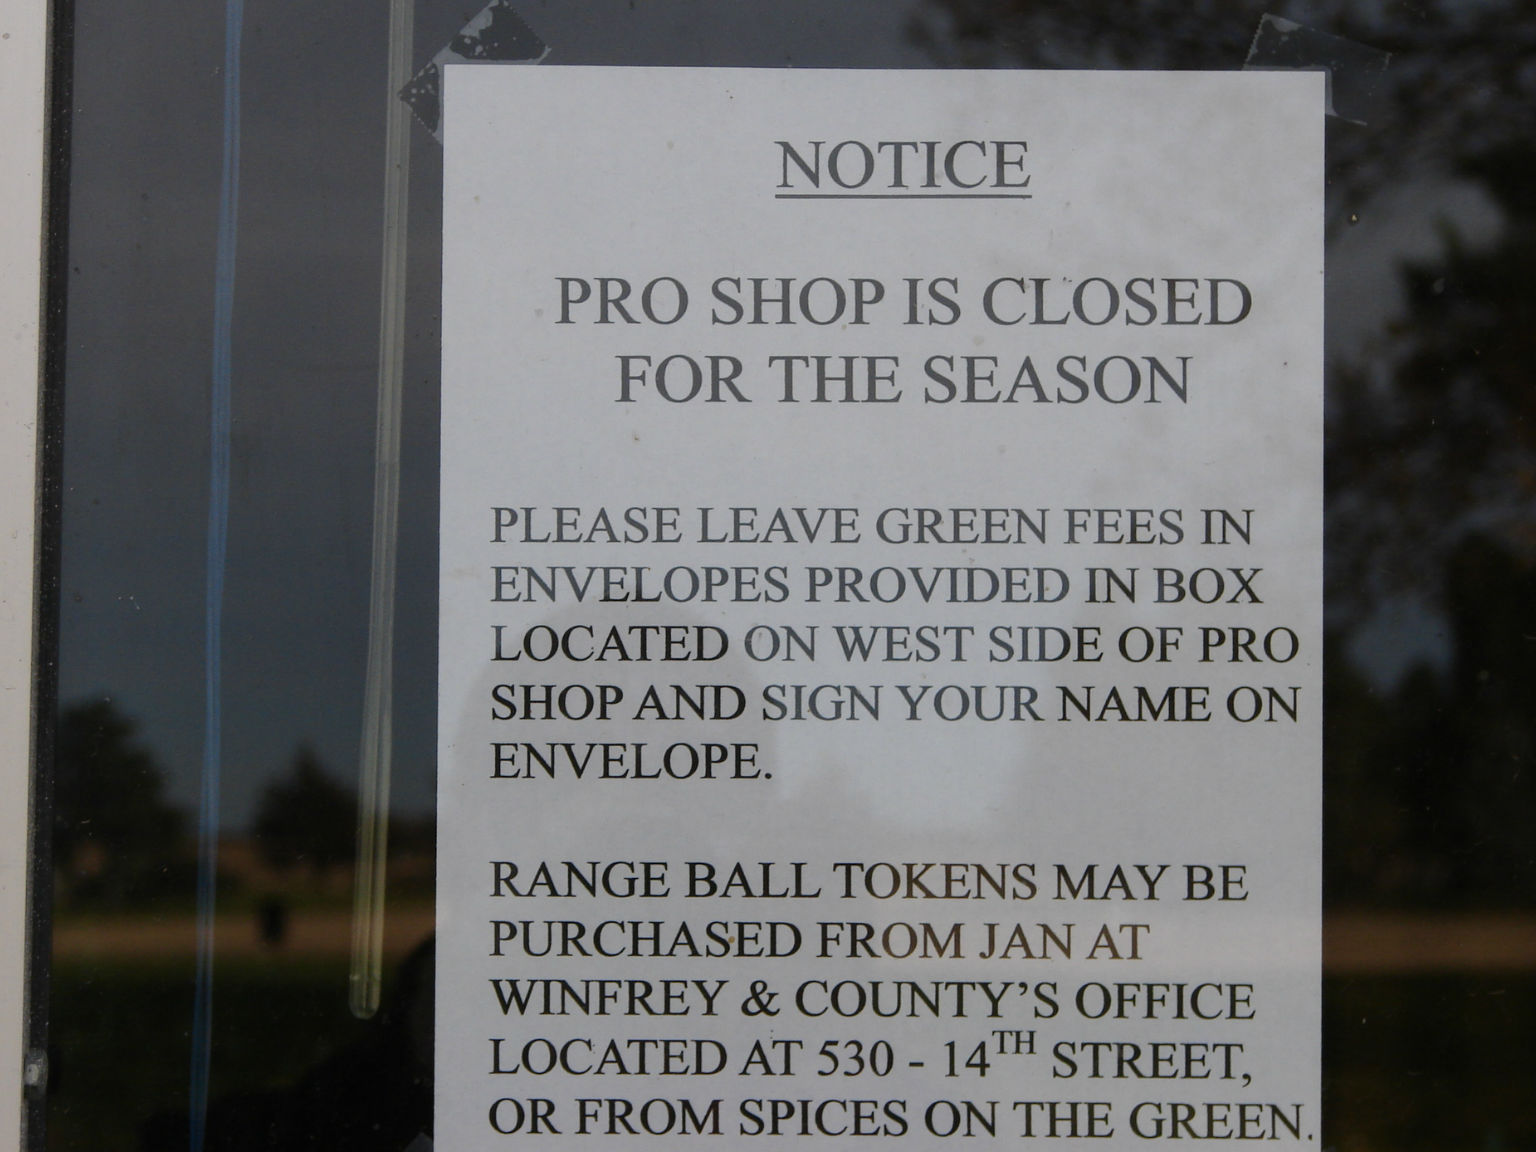 NOTICE
PRO SHOP IS CLOSED
FOR THE SEASON
PLEASE LEAVE GREEN FEES IN
ENVELOPES PROVIDED IN BOX
LOCATED ON WEST SIDE OF PRO
SHOP AND SIGN YOUR NAME ON
ENVELOPE.
RANGE BALL TOKENS MAY BE
PURCHASED FROM JAN AT
WINFREY & COUNTY'S OFFICE
LOCATED AT 530 - 14TH STREET,
OR FROM SPICES ON THE GREEN.